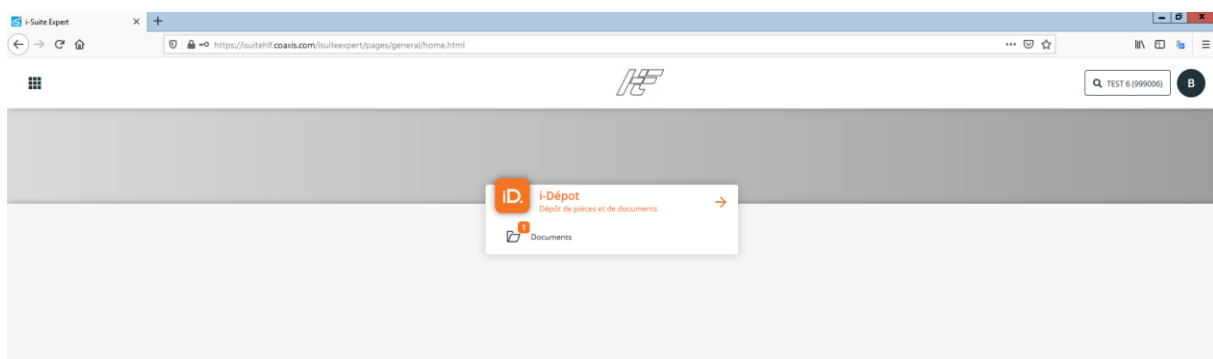 i-Suite Expert
https://isuitehlf.coaxis.com/isuiteexpert/pages/general/home.html
TEST 6 (999006)
B
iD.
i-Dépot
Dépôt de pièces et de documents
1
Documents